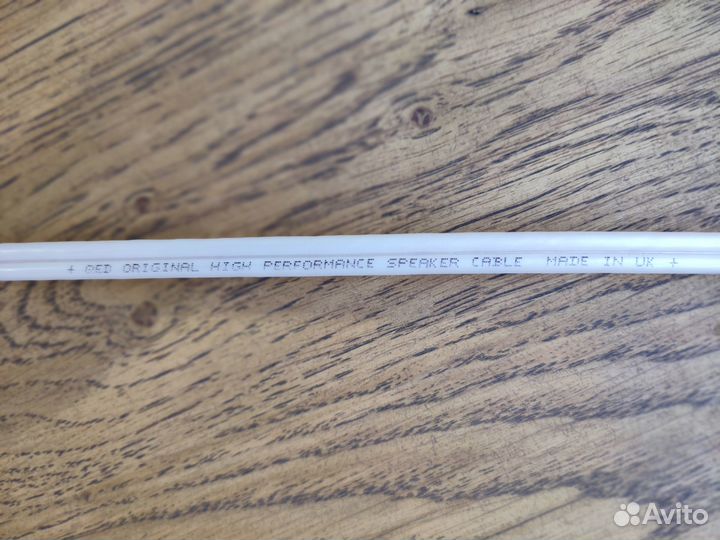 + QED ORIGINAL HIGH PERFORMANCE SPEAKER CABLE MADE IN UK +
Avito